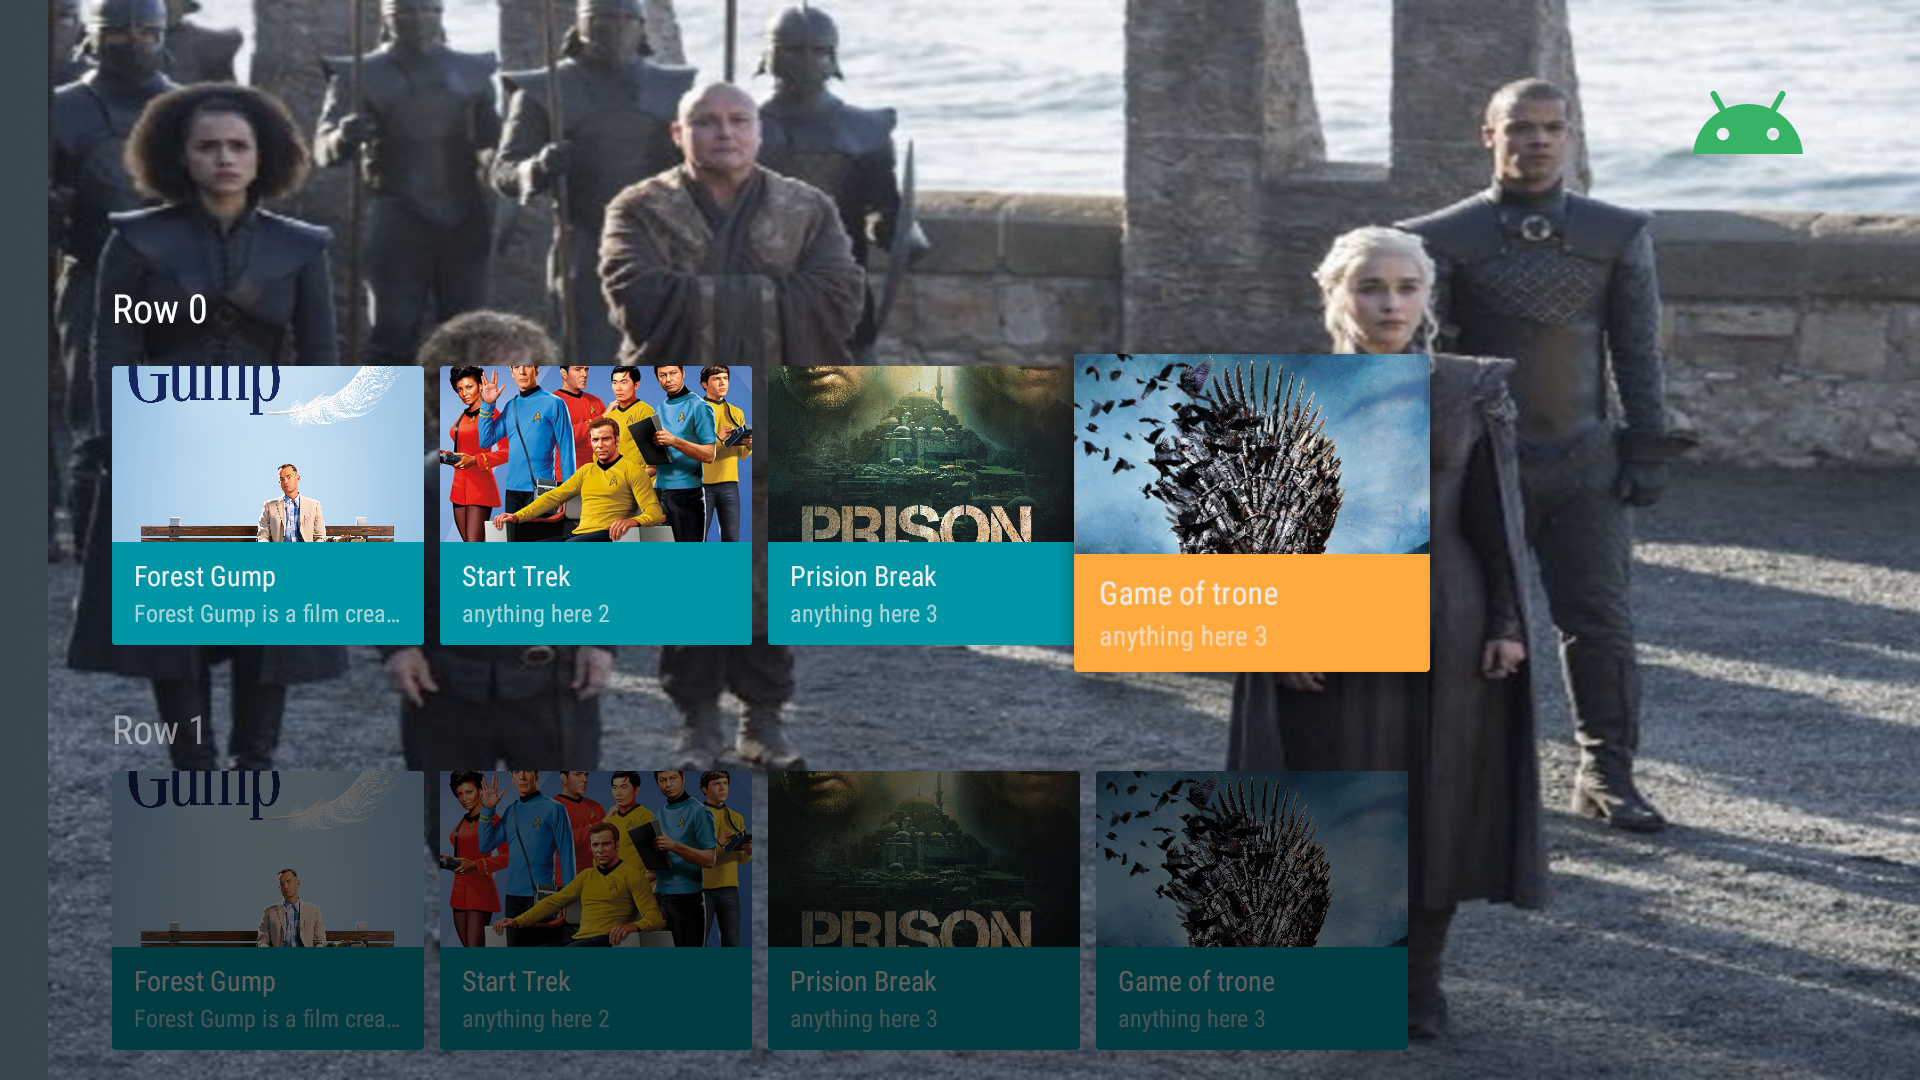 Row 0
Gump
PRISON
Forest Gump
Forest Gump is a film crea...
Start Trek
anything here 2
Prision Break
anything here 3
Game of trone
anything here 3
Row 1
Gump
PRISON
Forest Gump
Forest Gump is a film crea...
Start Trek
anything here 2
Prision Break
anything here 3
Game of trone
anything here 3